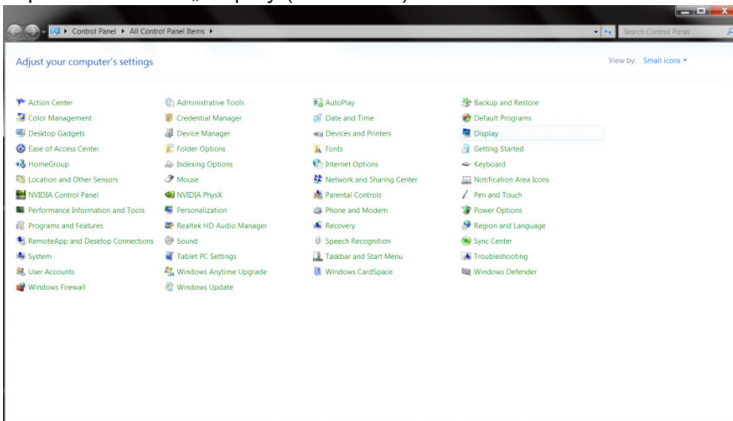 Control Panel ▸ All Control Panel Items ▸
Search Control Panel
Adjust your computer's settings
View by: Small icons
Action Center
Administrative Tools
AutoPlay
Backup and Restore
Color Management
Credential Manager
Date and Time
Default Programs
Desktop Gadgets
Device Manager
Devices and Printers
Display
Ease of Access Center
Folder Options
Fonts
Getting Started
HomeGroup
Indexing Options
Internet Options
Keyboard
Location and Other Sensors
Mouse
Network and Sharing Center
Notification Area Icons
NVIDIA Control Panel
NVIDIA PhysX
Parental Controls
Pen and Touch
Performance Information and Tools
Personalization
Phone and Modem
Power Options
Programs and Features
Realtek HD Audio Manager
Recovery
Region and Language
RemoteApp and Desktop Connections
Sound
Speech Recognition
Sync Center
System
Tablet PC Settings
Taskbar and Start Menu
Troubleshooting
User Accounts
Windows Anytime Upgrade
Windows CardSpace
Windows Defender
Windows Firewall
Windows Update